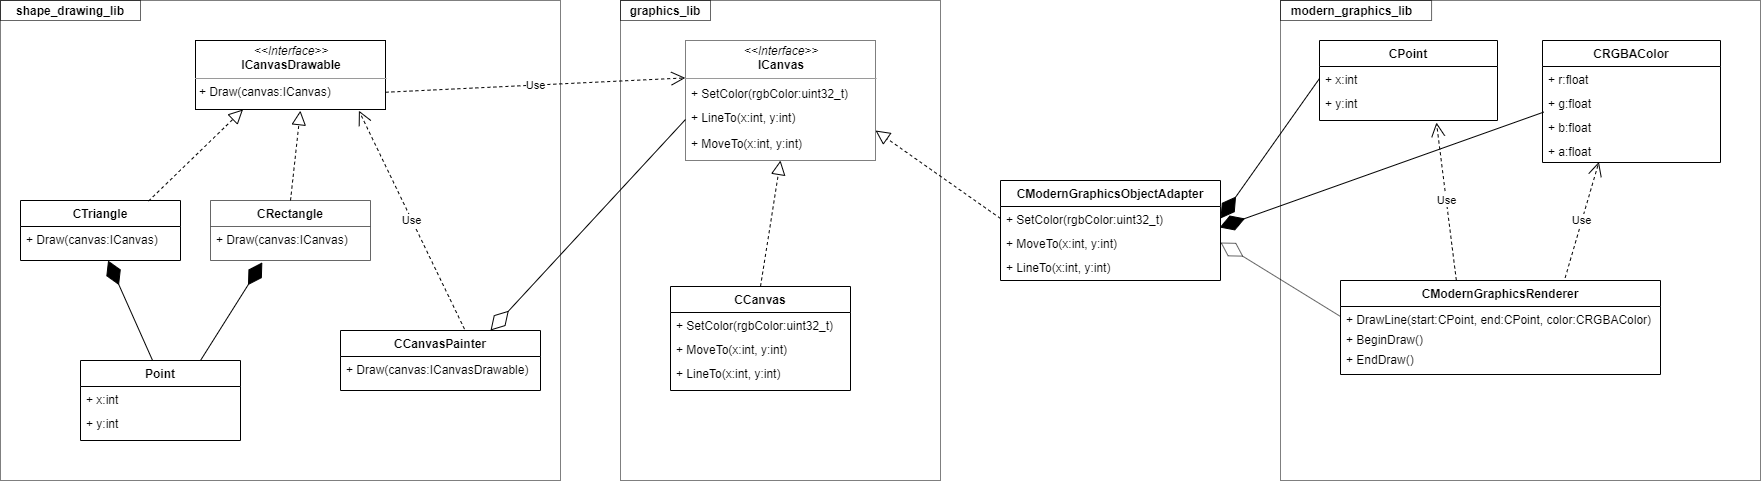 shape_drawing_lib
<<Interface>>
ICanvasDrawable
+ Draw(canvas:ICanvas)
Use
CTriangle
+ Draw(canvas:ICanvas)
CRectangle
+ Draw(canvas:ICanvas)
Use
Point
+ x:int
+ y:int
CCanvasPainter
+ Draw(canvas:ICanvasDrawable)
graphics_lib
<<Interface>>
ICanvas
+ SetColor(rgbColor:uint32_t)
+ LineTo(x:int, y:int)
+ MoveTo(x:int, y:int)
CCanvas
+ SetColor(rgbColor:uint32_t)
+ MoveTo(x:int, y:int)
+ LineTo(x:int, y:int)
CModernGraphicsObjectAdapter
+ SetColor(rgbColor:uint32_t)
+ MoveTo(x:int, y:int)
+ LineTo(x:int, y:int)
modern_graphics_lib
CPoint
+ x:int
+ y:int
CRGBAColor
+ r:float
+ g:float
+ b:float
+ a:float
Use
Use
CModernGraphicsRenderer
+ DrawLine(start:CPoint, end:CPoint, color:CRGBAColor)
+ BeginDraw()
+ EndDraw()